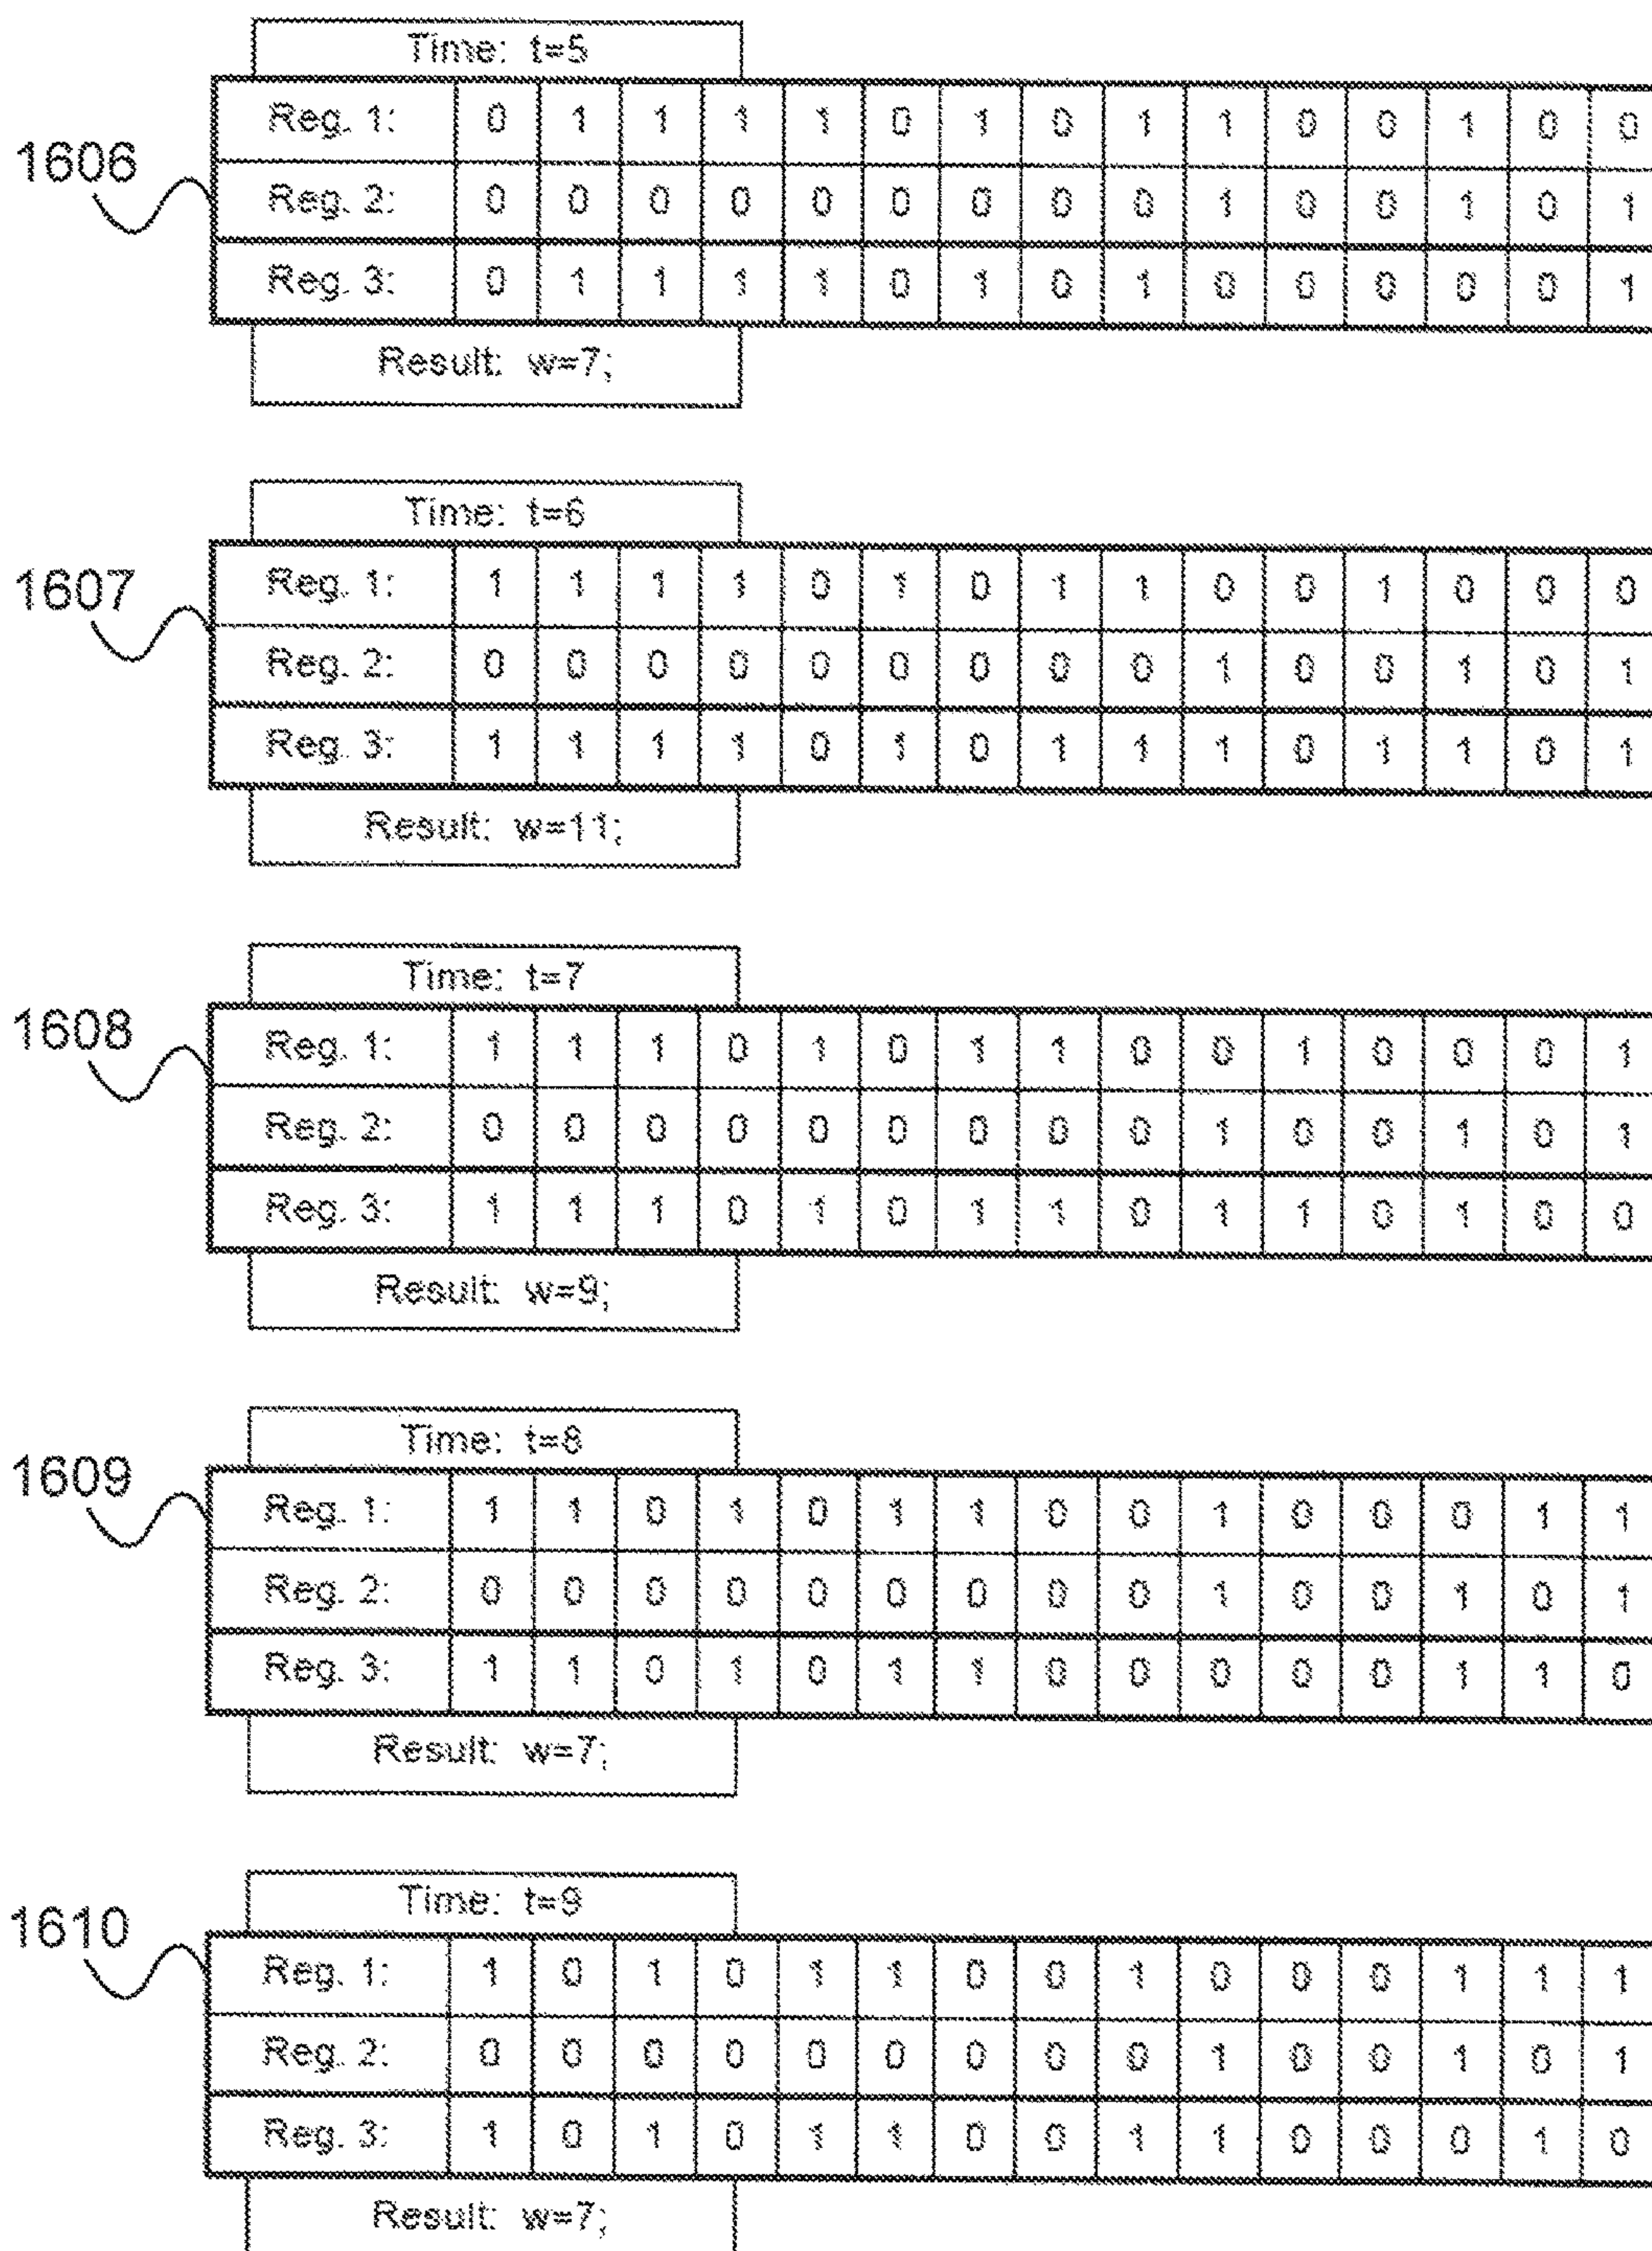 Time: t=5
1606
Reg. 1: 0 1 1 1 1 0 1 0 1 1 0 0 1 0 0
Reg. 2: 0 0 0 0 0 0 0 0 0 1 0 0 1 0 1
Reg. 3: 0 1 1 1 1 0 1 0 1 0 0 0 0 0 1
Result: w=7;
Time: t=6
1607
Reg. 1: 1 1 1 1 0 1 0 1 1 0 0 1 0 0 0
Reg. 2: 0 0 0 0 0 0 0 0 0 1 0 0 1 0 1
Reg. 3: 1 1 1 1 0 1 0 1 1 1 0 1 1 0 1
Result: w=11;
Time: t=7
1608
Reg. 1: 1 1 1 0 1 0 1 1 0 0 1 0 0 0 1
Reg. 2: 0 0 0 0 0 0 0 0 0 1 0 0 1 0 1
Reg. 3: 1 1 1 0 1 0 1 1 0 1 1 0 1 0 0
Result: w=9;
Time: t=8
1609
Reg. 1: 1 1 0 1 0 1 1 0 0 1 0 0 0 1 1
Reg. 2: 0 0 0 0 0 0 0 0 0 1 0 0 1 0 1
Reg. 3: 1 1 0 1 0 1 1 0 0 0 0 0 1 1 0
Result: w=7;
Time: t=9
1610
Reg. 1: 1 0 1 0 1 1 0 0 1 0 0 0 1 1 1
Reg. 2: 0 0 0 0 0 0 0 0 0 1 0 0 1 0 1
Reg. 3: 1 0 1 0 1 1 0 0 1 1 0 0 0 1 0
Result: w=7;